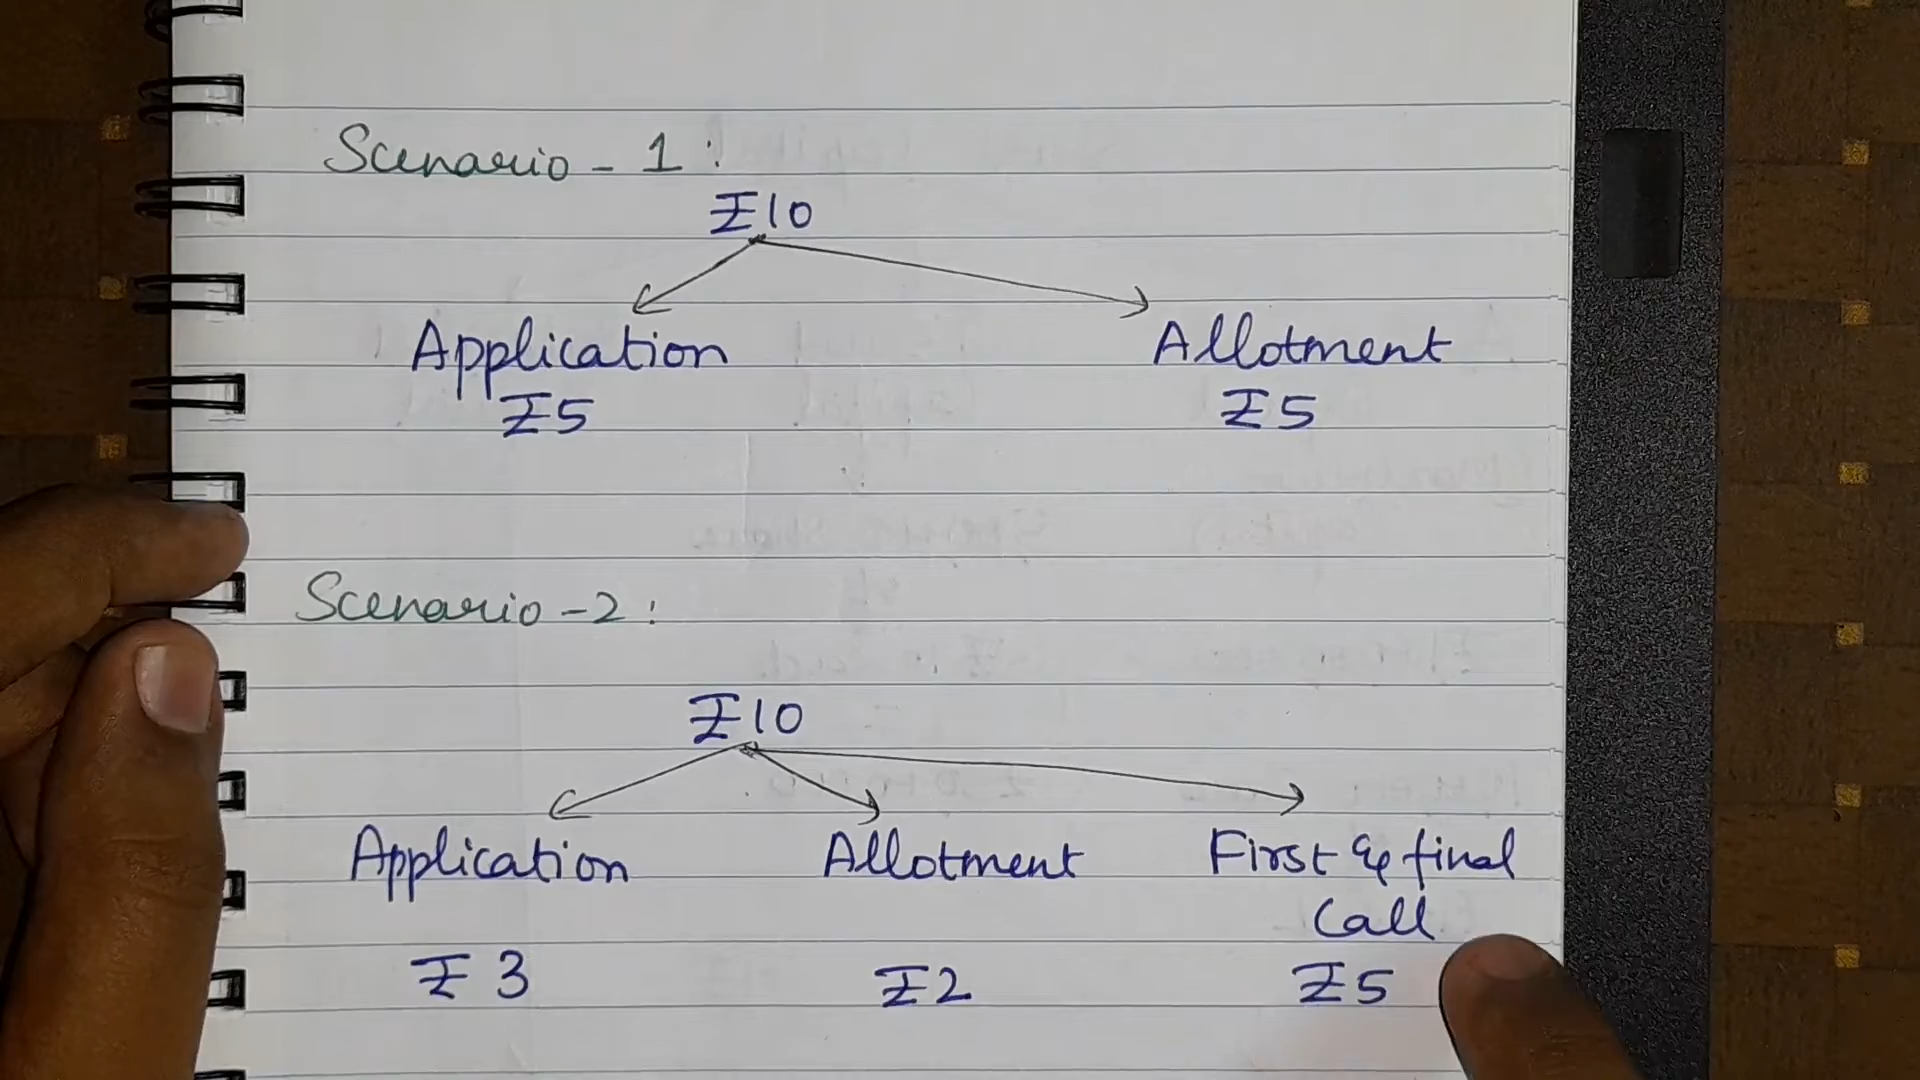 Scenario - 1 :
₹10
Application Allotment
₹5 ₹5
Scenario - 2 :
₹10
Application Allotment First & final
Call
₹3 ₹2 ₹5